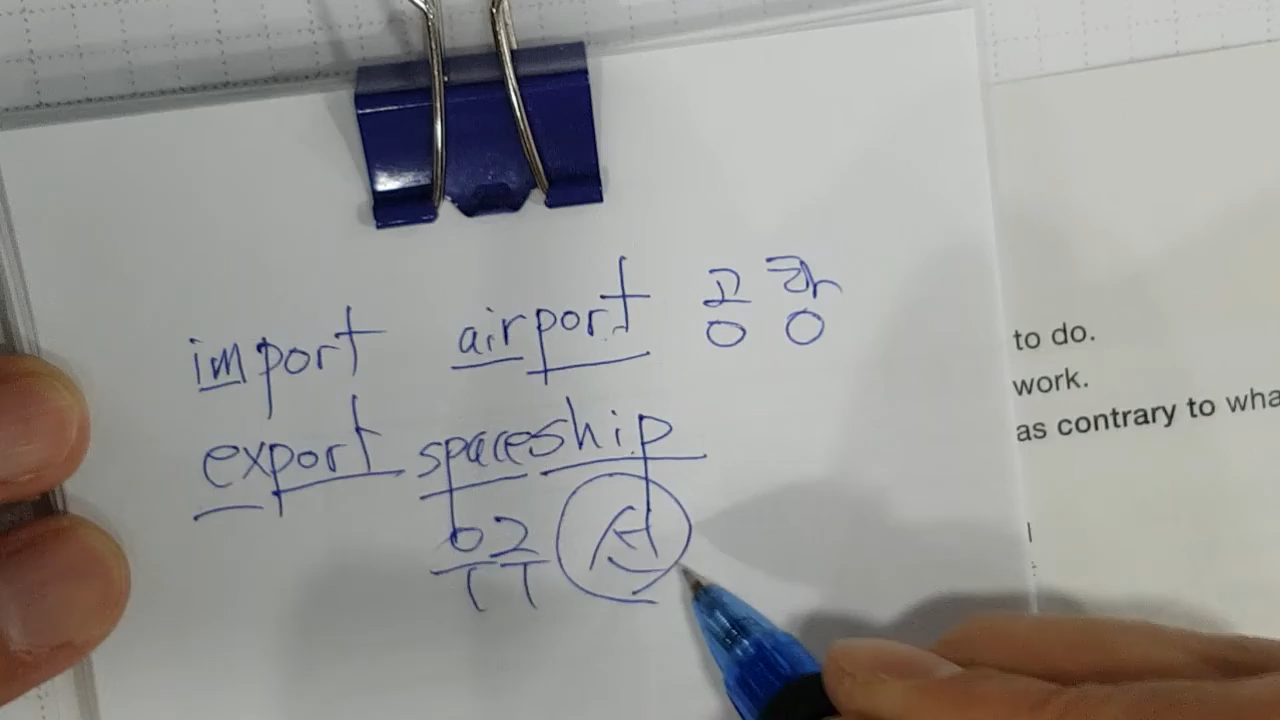 import airport 공항
export spaceship
우주선
to do.
work.
as contrary to wha